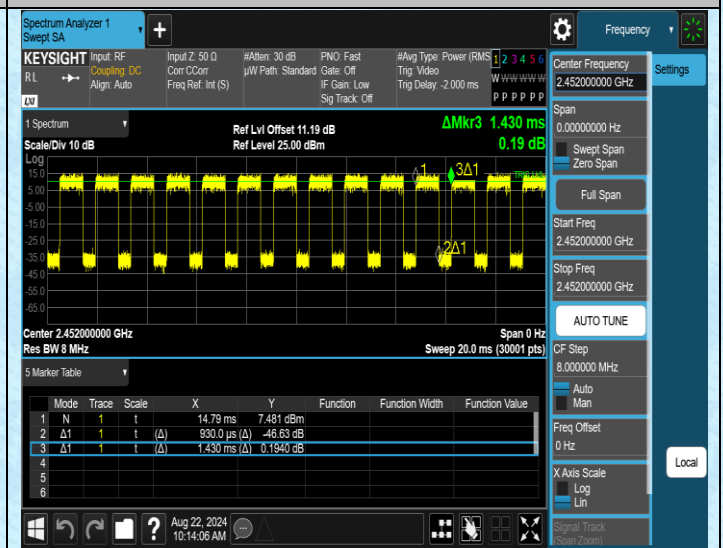 Spectrum Analyzer 1
Swept SA
Frequency
KEYSIGHT
RL
LXI
Input: RF
Coupling: DC
Align: Auto
Input Z: 50 Ω
Corr CCorr
Freq Ref: Int (S)
#Atten: 30 dB
µW Path: Standard
PNO: Fast
Gate: Off
IF Gain: Low
Sig Track: Off
#Avg Type: Power (RMS
Trig: Video
Trig Delay: -2.000 ms
1 2 3 4 5 6
W W W W W W
P P P P P P
1 Spectrum
Scale/Div 10 dB
Ref Lvl Offset 11.19 dB
Ref Level 25.00 dBm
ΔMkr3 1.430 ms
0.19 dB
Log
15.0
5.00
-5.00
-15.0
-25.0
-35.0
-45.0
-55.0
-65.0
1
3Δ1
2Δ1
Center 2.452000000 GHz
Res BW 8 MHz
Span 0 Hz
Sweep 20.0 ms (30001 pts)
5 Marker Table
Mode Trace Scale X Y Function Function Width Function Value
1 N 1 t 14.79 ms 7.481 dBm
2 Δ1 1 t (Δ) 930.0 µs (Δ) -46.63 dB
3 Δ1 1 t (Δ) 1.430 ms (Δ) 0.1940 dB
4
5
6
Aug 22, 2024
10:14:06 AM
Center Frequency
2.452000000 GHz
Span
0.00000000 Hz
Swept Span
Zero Span
Full Span
Start Freq
2.452000000 GHz
Stop Freq
2.452000000 GHz
AUTO TUNE
CF Step
8.000000 MHz
Auto
Man
Freq Offset
0 Hz
X Axis Scale
Log
Lin
Signal Track
(Span Zoom)
Settings
Local